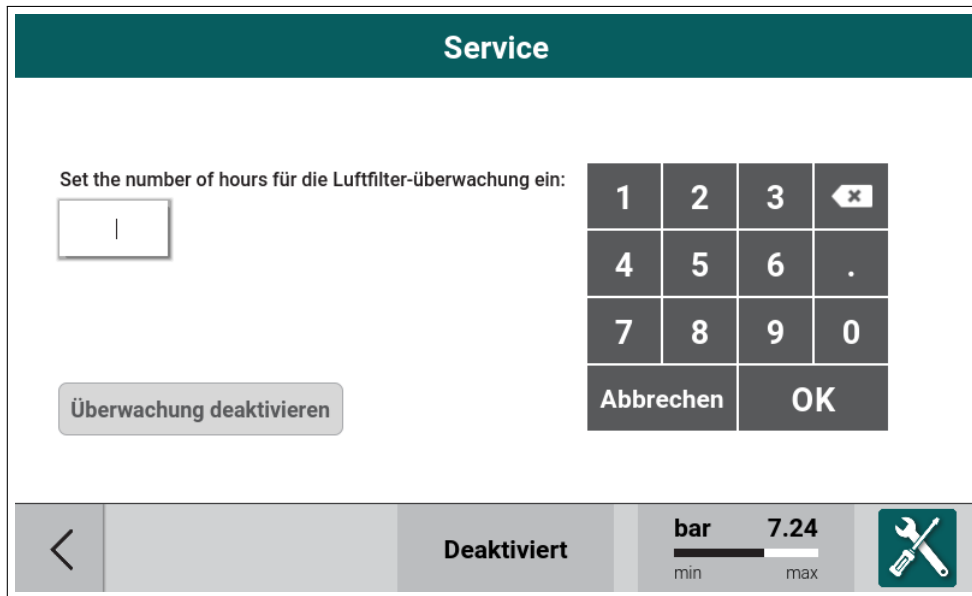 Service
Set the number of hours für die Luftfilter-überwachung ein:
1 2 3
4 5 6 .
7 8 9 0
Abbrechen OK
Überwachung deaktivieren
Deaktiviert
bar 7.24
min max